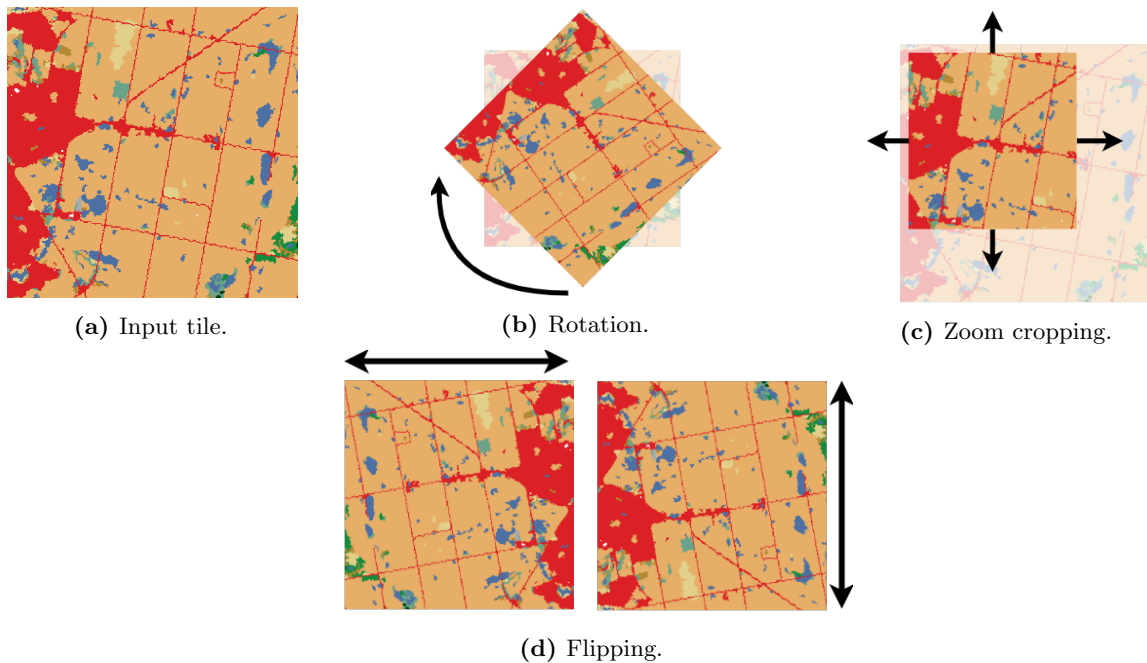 (a) Input tile.
(b) Rotation.
(c) Zoom cropping.
(d) Flipping.